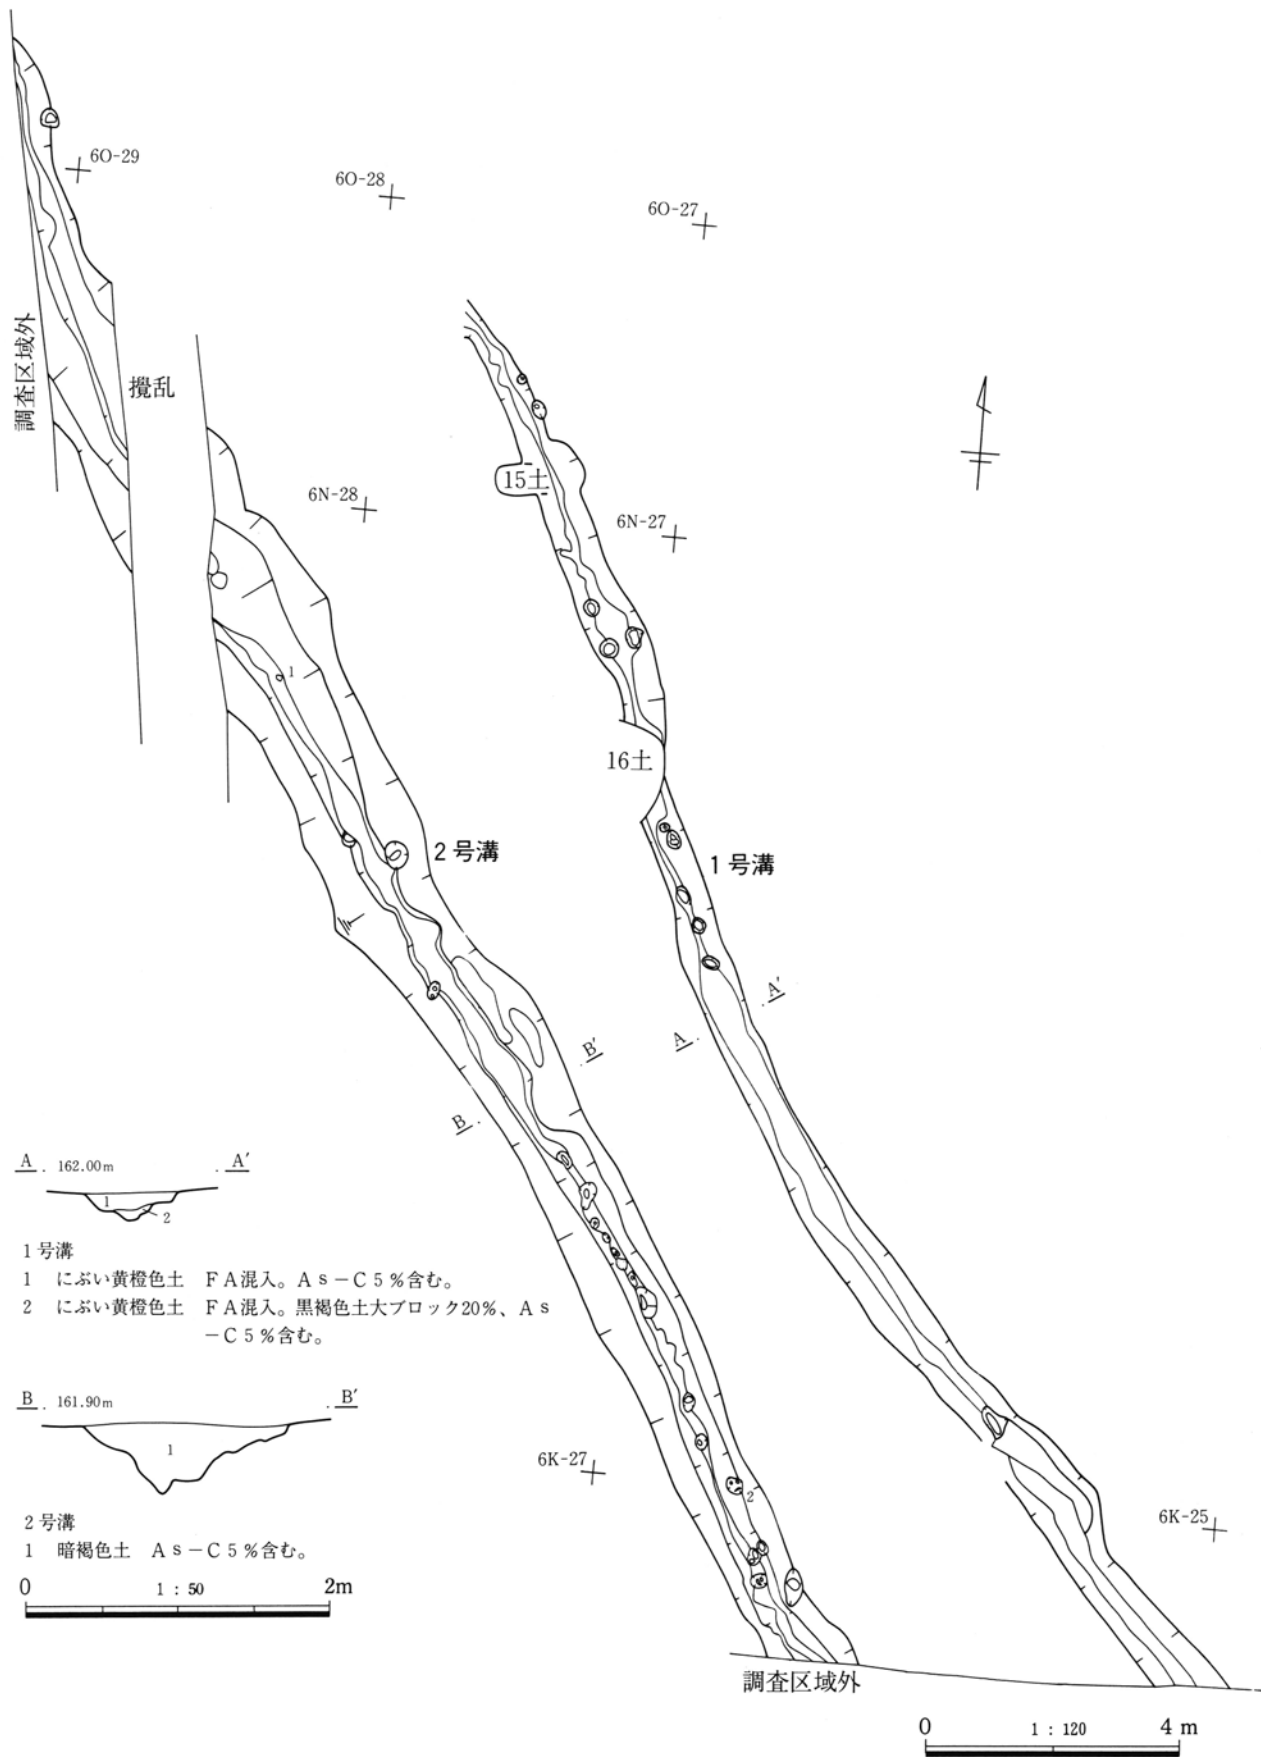 6O-29
6O-28
6O-27
調査区域外
攪乱
15土
6N-28
6N-27
1
16土
2号溝
1号溝
A'
A
B'
B
A 162.00m A'
1
2
1号溝
1 にぶい黄橙色土 FA混入。As－C5％含む。
2 にぶい黄橙色土 FA混入。黒褐色土大ブロック20％、As
－C5％含む。
B 161.90m B'
1
6K-27
2
6K-25
2号溝
1 暗褐色土 As－C5％含む。
0 1：50 2m
調査区域外
0 1：120 4m